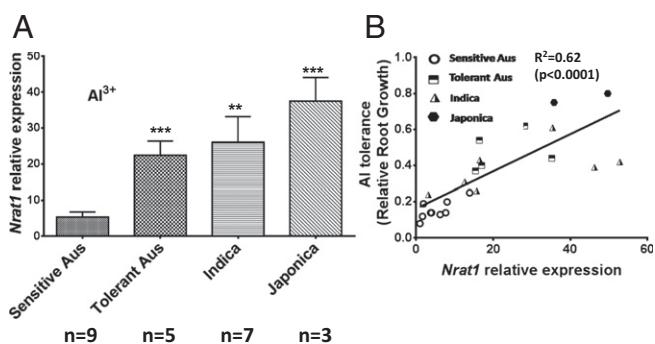 A
Nrat1 relative expression
50
40
30
20
10
0
Al3+
***
**
***
Sensitive Aus
Tolerant Aus
Indica
Japonica
n=9
n=5
n=7
n=3
B
Al tolerance
(Relative Root Growth)
1.0
0.8
0.6
0.4
0.2
0.0
Sensitive Aus
Tolerant Aus
Indica
Japonica
R2=0.62
(p<0.0001)
0
20
40
60
Nrat1 relative expression